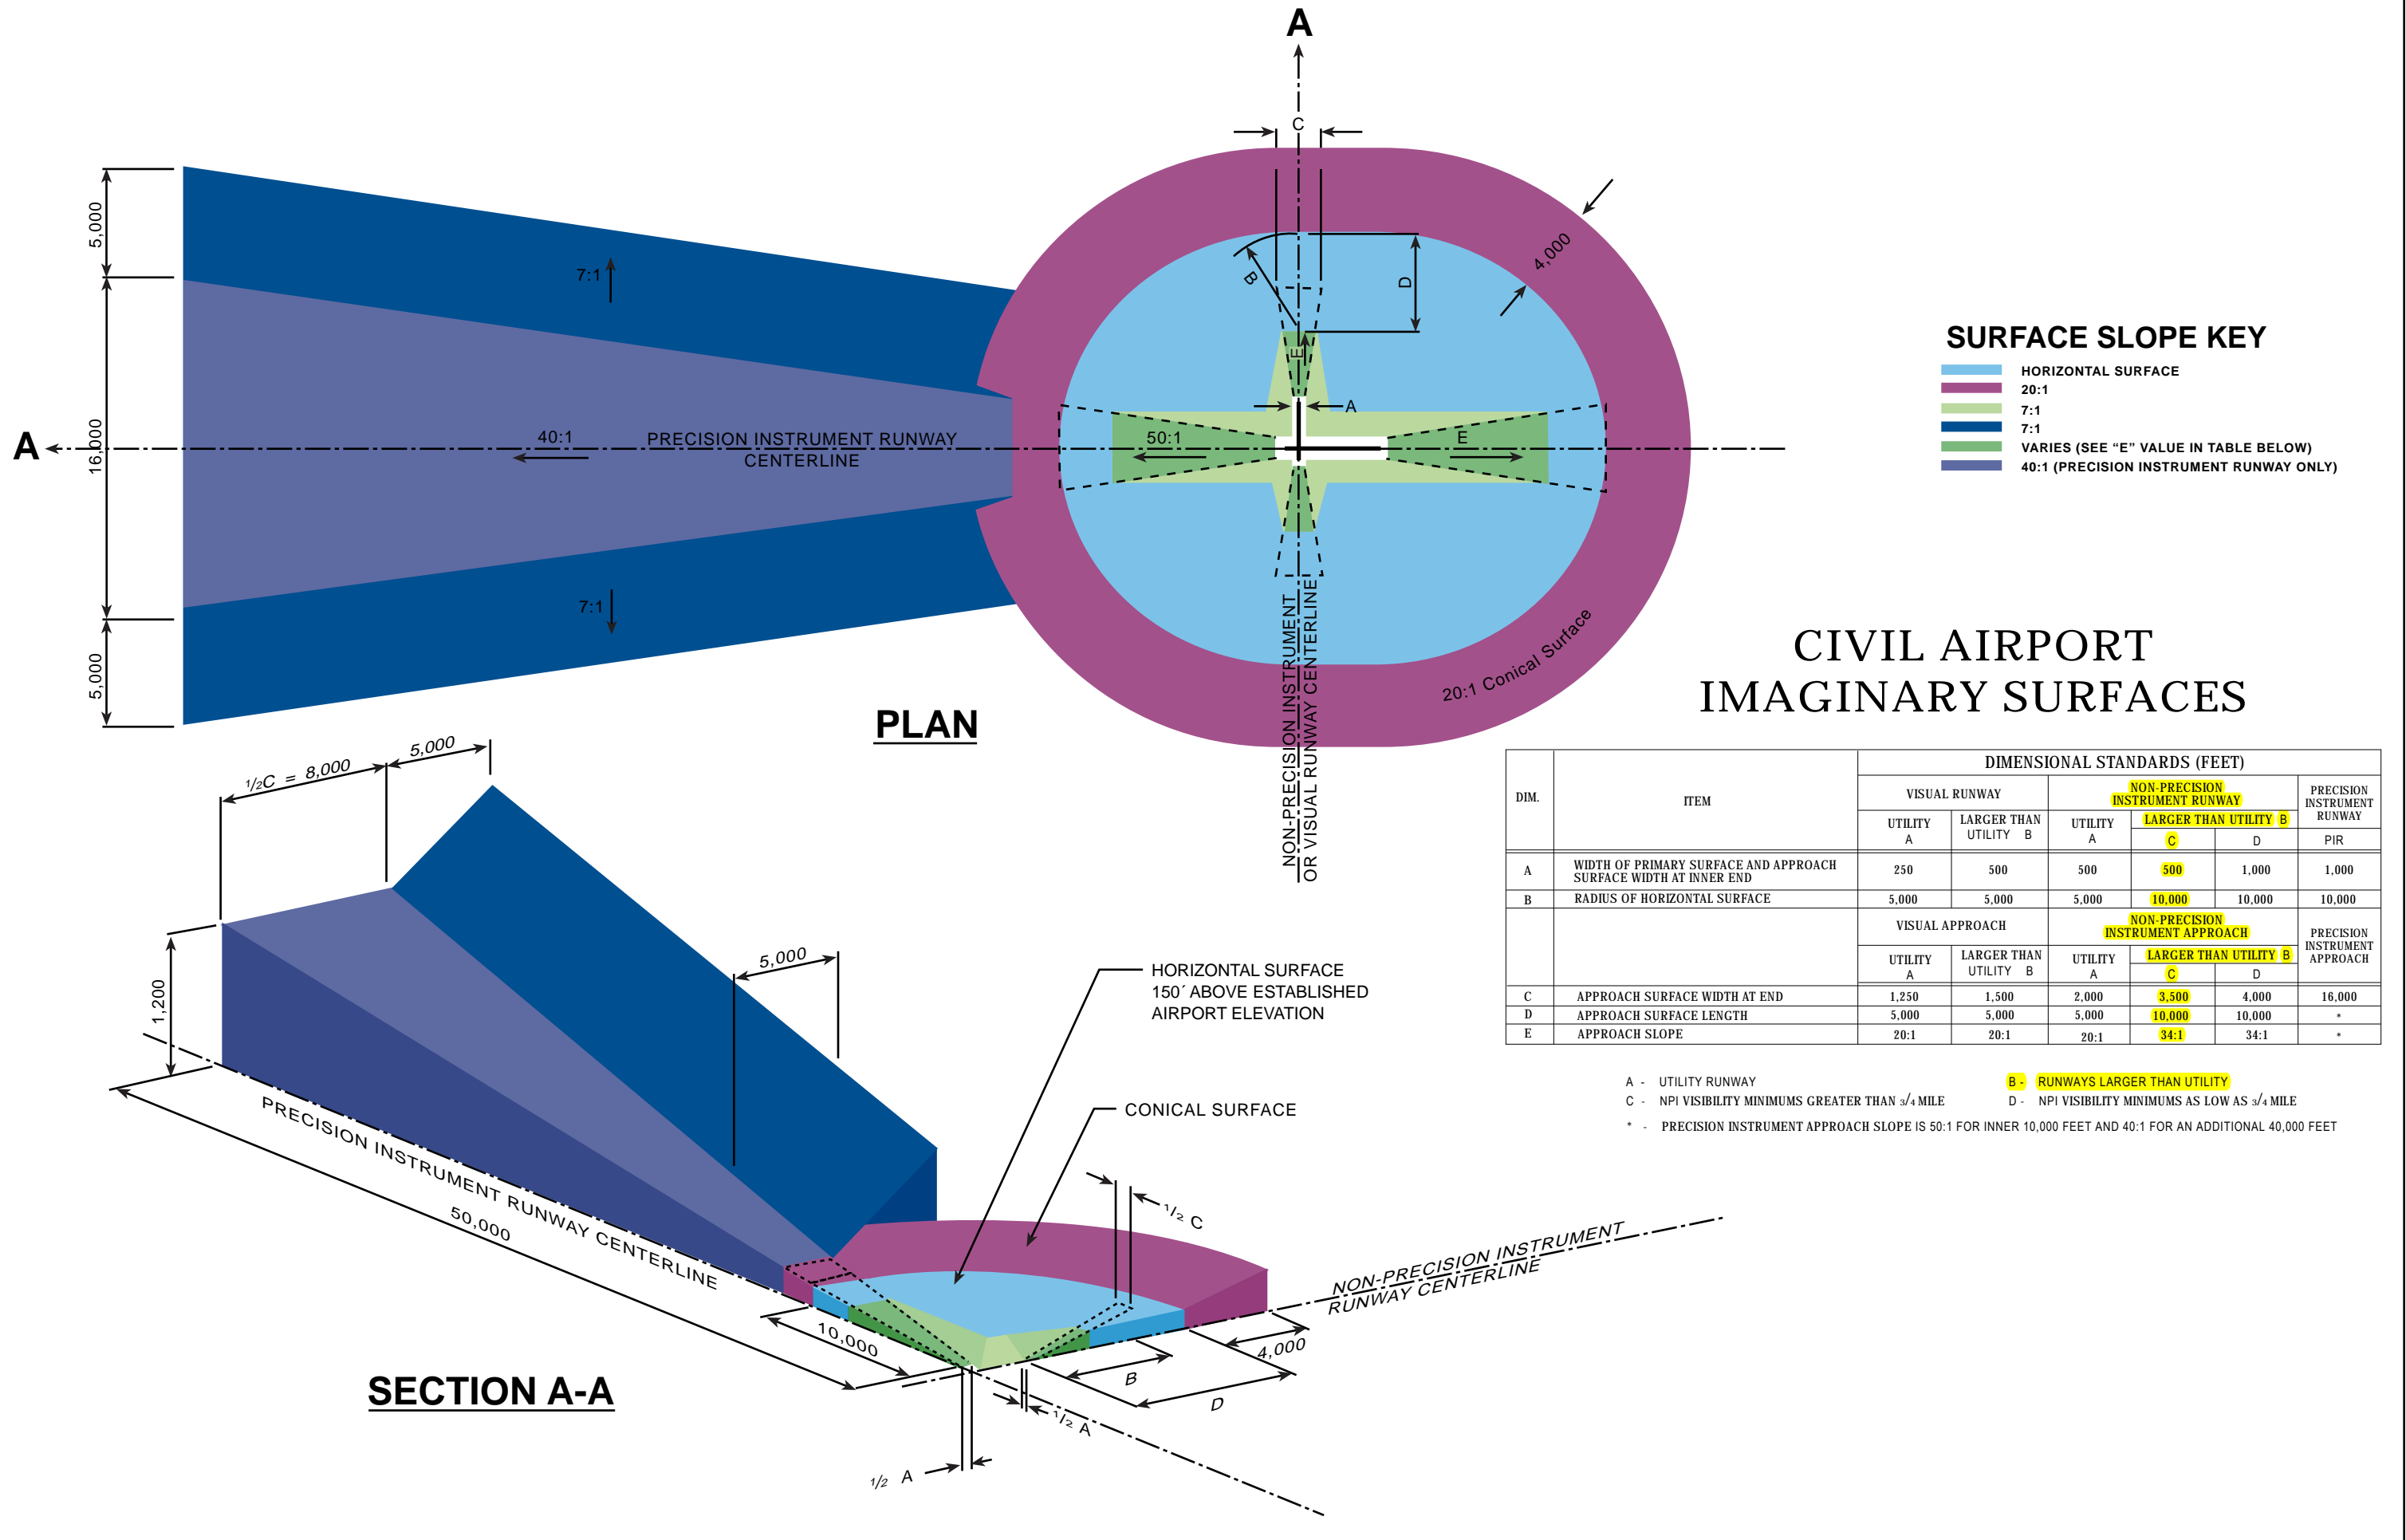 A
C
5,000
16,000
5,000
7:1
7:1
A
40:1
PRECISION INSTRUMENT RUNWAY
CENTERLINE
50:1
B
D
E
A
E
4,000
20:1 Conical Surface
NON-PRECISION INSTRUMENT
OR VISUAL RUNWAY CENTERLINE
PLAN
SURFACE SLOPE KEY
HORIZONTAL SURFACE
20:1
7:1
7:1
VARIES (SEE “E” VALUE IN TABLE BELOW)
40:1 (PRECISION INSTRUMENT RUNWAY ONLY)
CIVIL AIRPORT
IMAGINARY SURFACES
DIM.
ITEM
DIMENSIONAL STANDARDS (FEET)
VISUAL RUNWAY
NON-PRECISION
INSTRUMENT RUNWAY
PRECISION
INSTRUMENT
RUNWAY
UTILITY
A
LARGER THAN
UTILITY B
UTILITY
A
LARGER THAN UTILITY B
C
D
PIR
A WIDTH OF PRIMARY SURFACE AND APPROACH
SURFACE WIDTH AT INNER END
250 500 500 500 1,000 1,000
B RADIUS OF HORIZONTAL SURFACE 5,000 5,000 5,000 10,000 10,000 10,000
VISUAL APPROACH
NON-PRECISION
INSTRUMENT APPROACH
PRECISION
INSTRUMENT
APPROACH
UTILITY
A
LARGER THAN
UTILITY B
UTILITY
A
LARGER THAN UTILITY B
C
D
C APPROACH SURFACE WIDTH AT END 1,250 1,500 2,000 3,500 4,000 16,000
D APPROACH SURFACE LENGTH 5,000 5,000 5,000 10,000 10,000 *
E APPROACH SLOPE 20:1 20:1 20:1 34:1 34:1 *
A - UTILITY RUNWAY
B - RUNWAYS LARGER THAN UTILITY
C - NPI VISIBILITY MINIMUMS GREATER THAN 3/4 MILE
D - NPI VISIBILITY MINIMUMS AS LOW AS 3/4 MILE
* - PRECISION INSTRUMENT APPROACH SLOPE IS 50:1 FOR INNER 10,000 FEET AND 40:1 FOR AN ADDITIONAL 40,000 FEET
1/2C = 8,000
5,000
1,200
5,000
HORIZONTAL SURFACE
150´ ABOVE ESTABLISHED
AIRPORT ELEVATION
CONICAL SURFACE
PRECISION INSTRUMENT RUNWAY CENTERLINE
50,000
10,000
1/2 C
NON-PRECISION INSTRUMENT
RUNWAY CENTERLINE
4,000
B
D
1/2 A
1/2 A
SECTION A-A